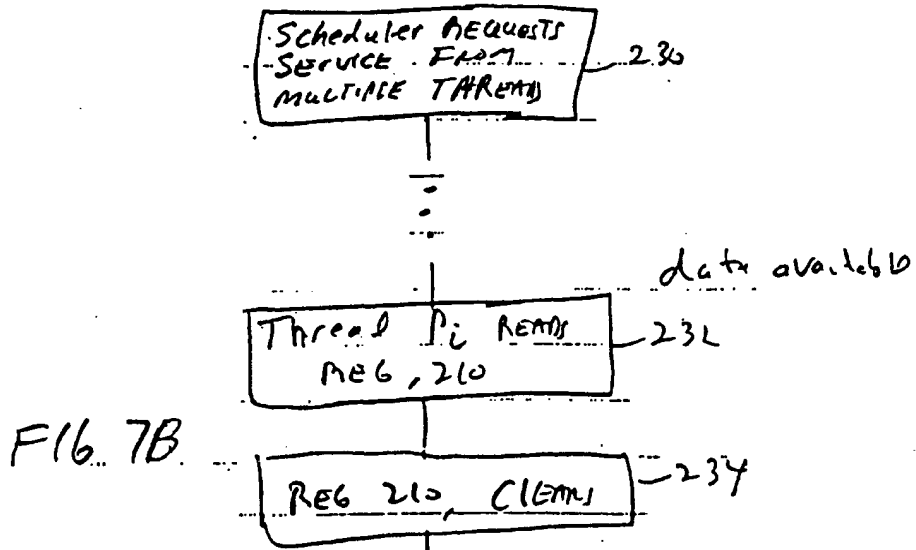 Scheduler REQUESTS
SERVICE FROM
MULTIPLE THREADS
230
data available
Thread Pi READS
REG, 210
232
FIG. 7B
REG 210, CLEARS
234